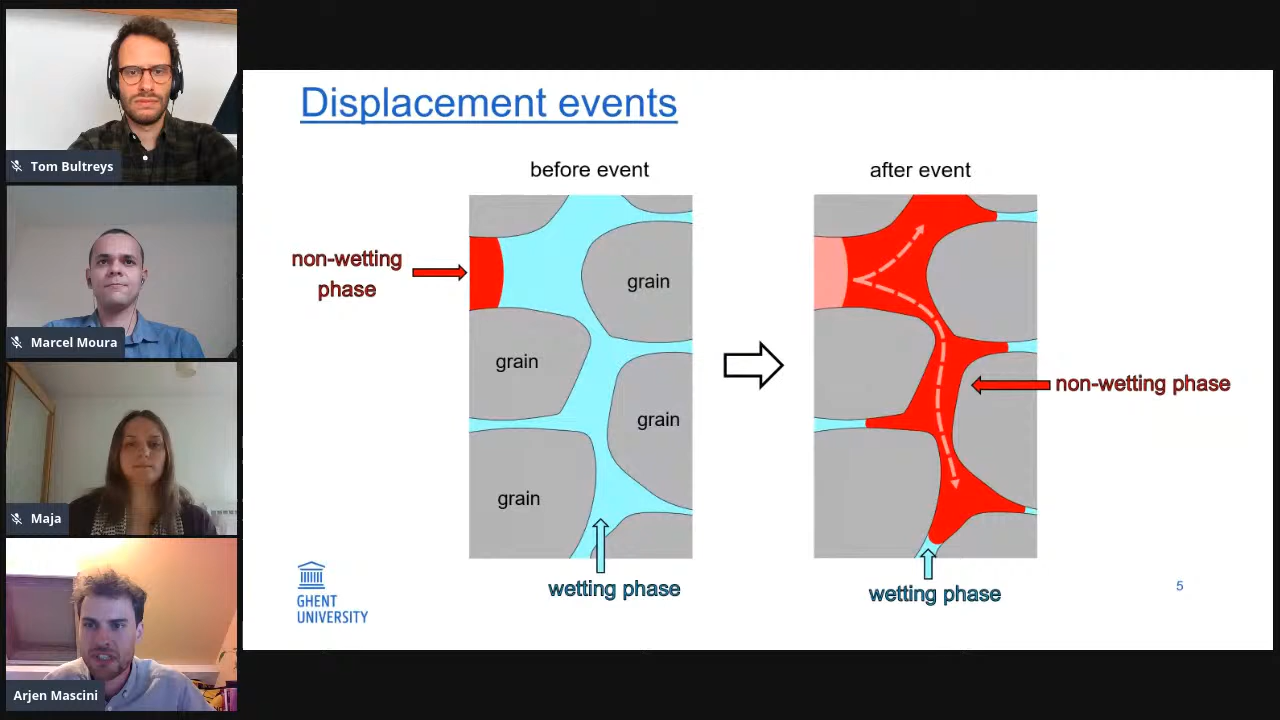 Displacement events
before event
after event
non-wetting
phase
grain
grain
grain
grain
non-wetting phase
wetting phase
wetting phase
GHENT
UNIVERSITY
5
Tom Bultreys
Marcel Moura
Maja
Arjen Mascini